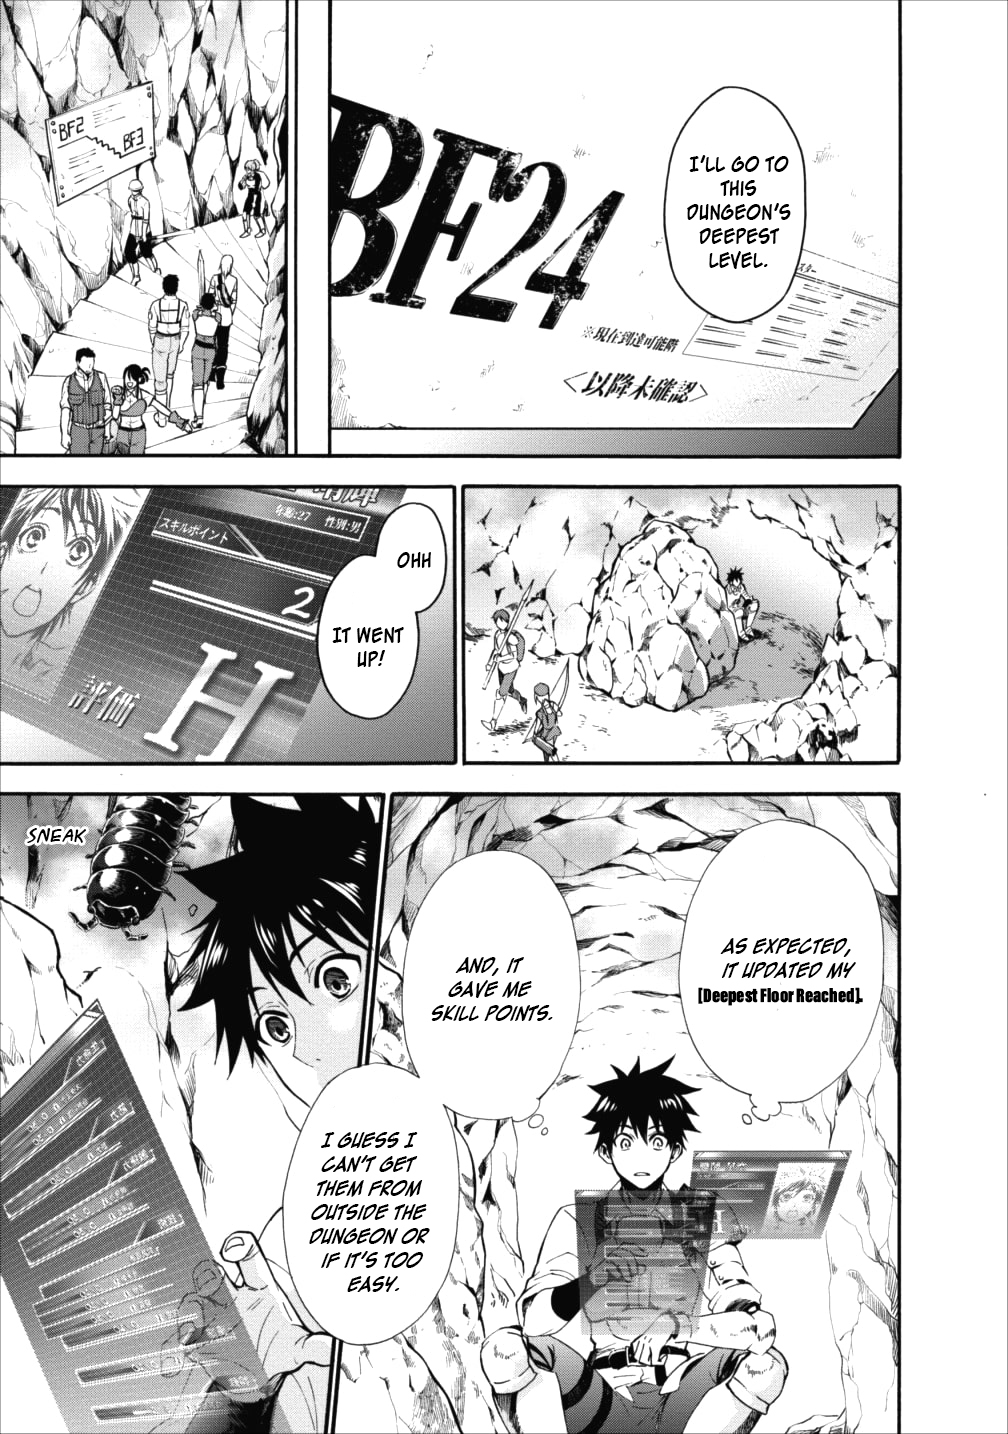 I'LL GO TO
THIS
DUNGEON'S
DEEPEST
LEVEL.
BF24
※現在到達可能階
〈以降未確認〉
BF2
BF3
OHH
IT WENT
UP!
年齢:27 性別:男
スキルポイント
2
評価
H
AS EXPECTED,
IT UPDATED MY
[Deepest Floor Reached].
AND, IT
GAVE ME
SKILL POINTS.
I GUESS I
CAN'T GET
THEM FROM
OUTSIDE THE
DUNGEON OR
IF IT'S TOO
EASY.
SNEAK